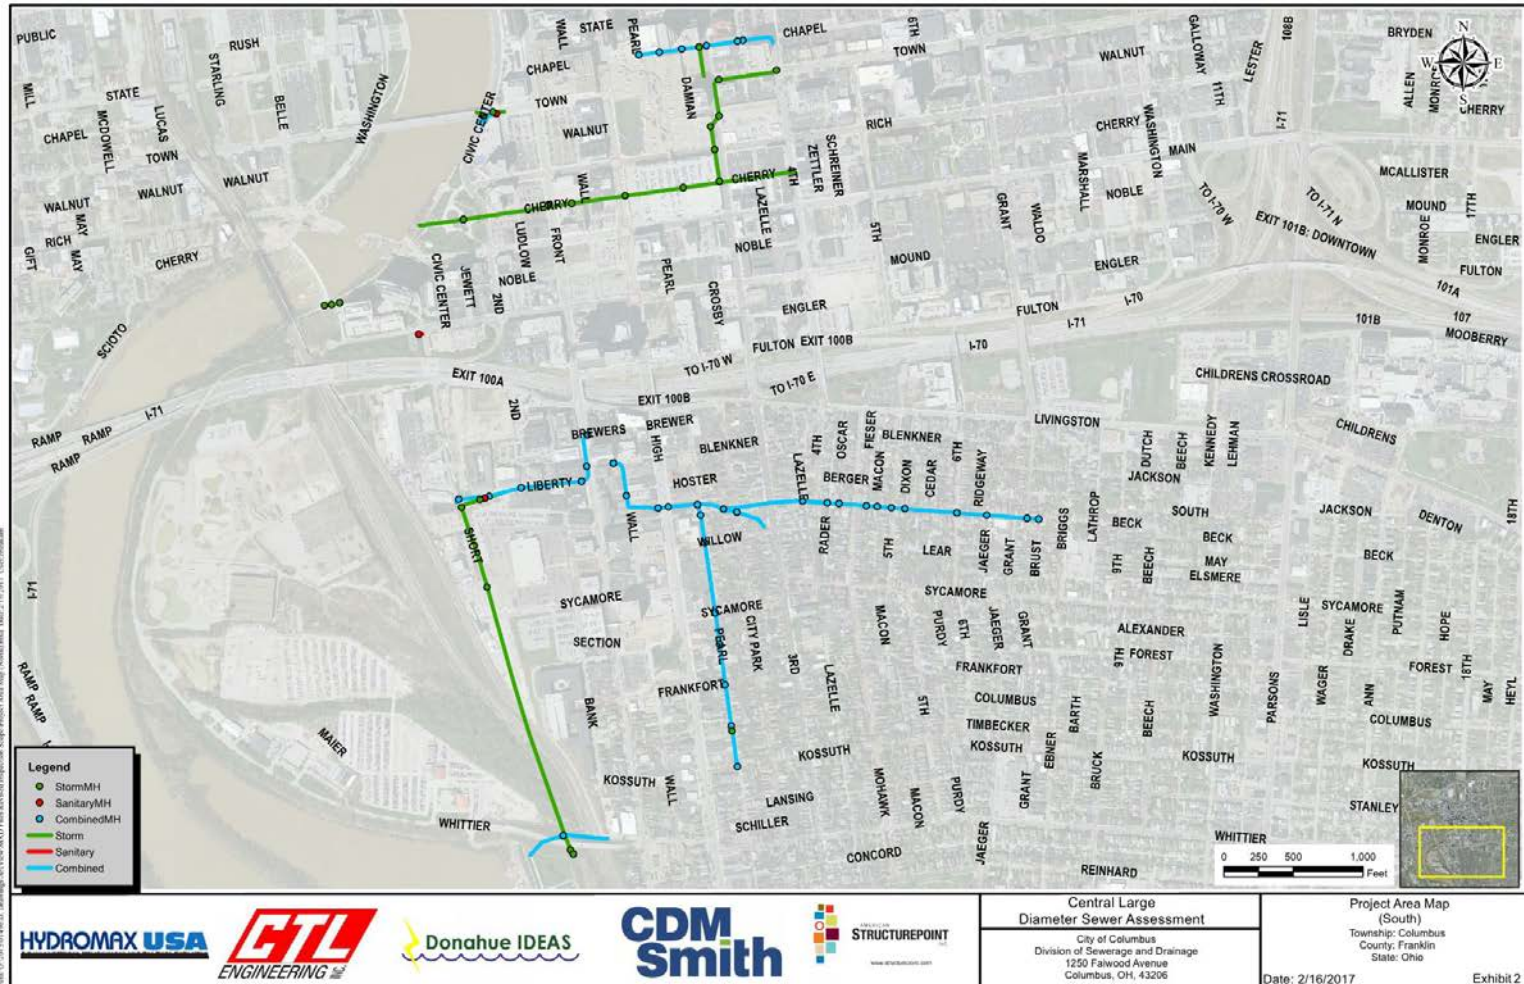 PUBLIC
RUSH
WALL
STATE
PEARL
CHAPEL
6TH
TOWN
WALNUT
GALLOWAY
LESTER
108B
BRYDEN
N
W
E
S
MILL
STATE
STARLING
BELLE
WASHINGTON
CHAPEL
TOWN
CIVIC CENTER
DAMIAN
11TH
I-71
ALLEN
CHERRY
CHAPEL
MCDOWELL
LUCAS
TOWN
WALNUT
RICH
CHERRY
WASHINGTON
MAIN
WALNUT
WALNUT
WALNUT
MAY
WALL
CHERRY
CHERRY
4TH
LAZELLE
ZETTLER
SCHREINER
MARSHALL
NOBLE
MCALLISTER
MOUND
17TH
TO I-70 W
TO I-71 N
EXIT 101B: DOWNTOWN
MONROE
ENGLER
FULTON
RICH
MAY
GIFT
CHERRY
CIVIC CENTER
JEWETT
LUDLOW
FRONT
NOBLE
2ND
NOBLE
5TH
MOUND
GRANT
WALDO
ENGLER
PEARL
CROSBY
ENGLER
FULTON
I-70
I-71
101A
107
101B
MOOBERRY
SCIOTO
FULTON
EXIT 100B
I-70
TO I-70 W
TO I-70 E
EXIT 100A
EXIT 100B
2ND
CHILDRENS CROSSROAD
I-71
RAMP
RAMP
RAMP
BREWERS
BREWER
HIGH
BLENKNER
4TH
OSCAR
FIESER
BLENKNER
6TH
LIVINGSTON
CHILDRENS
DUTCH
BEECH
KENNEDY
LEHMAN
LIBERTY
HOSTER
LAZELLE
BERGER
MACON
DIXON
CEDAR
RIDGEWAY
JACKSON
SOUTH
JACKSON
DENTON
18TH
SHORT
WALL
WILLOW
RADER
5TH
LEAR
JAEGER
GRANT
BRUST
BRIGGS
LATHROP
BECK
BECK
BECK
9TH
BEECH
MAY
ELSMERE
I-71
SYCAMORE
SECTION
SYCAMORE
PEARL
CITY PARK
3RD
MACON
SYCAMORE
PURDY
6TH
JAEGER
GRANT
ALEXANDER
9TH
FOREST
LISLE
SYCAMORE
DRAKE
PUTNAM
HOPE
FRANKFORT
LAZELLE
5TH
FRANKFORT
COLUMBUS
TIMBECKER
KOSSUTH
BARTH
BEECH
WASHINGTON
PARSONS
WAGER
ANN
FOREST
18TH
COLUMBUS
MAY
HEYL
RAMP
RAMP
MAIER
BANK
KOSSUTH
WALL
KOSSUTH
LANSING
SCHILLER
CONCORD
MOHAWK
MACON
PURDY
JAEGER
GRANT
EBNER
BRUCK
KOSSUTH
KOSSUTH
STANLEY
WHITTIER
WHITTIER
REINHARD
Legend
StormMH
SanitaryMH
CombinedMH
Storm
Sanitary
Combined
0 250 500 1,000
Feet
HYDROMAX USA
CTL
ENGINEERING INC.
Donahue IDEAS
CDM
Smith
AMERICAN
STRUCTUREPOINT
INC.
www.structurepoint.com
Central Large
Diameter Sewer Assessment
City of Columbus
Division of Sewerage and Drainage
1250 Fairwood Avenue
Columbus, OH, 43206
Project Area Map
(South)
Township: Columbus
County: Franklin
State: Ohio
Date: 2/16/2017
Exhibit 2